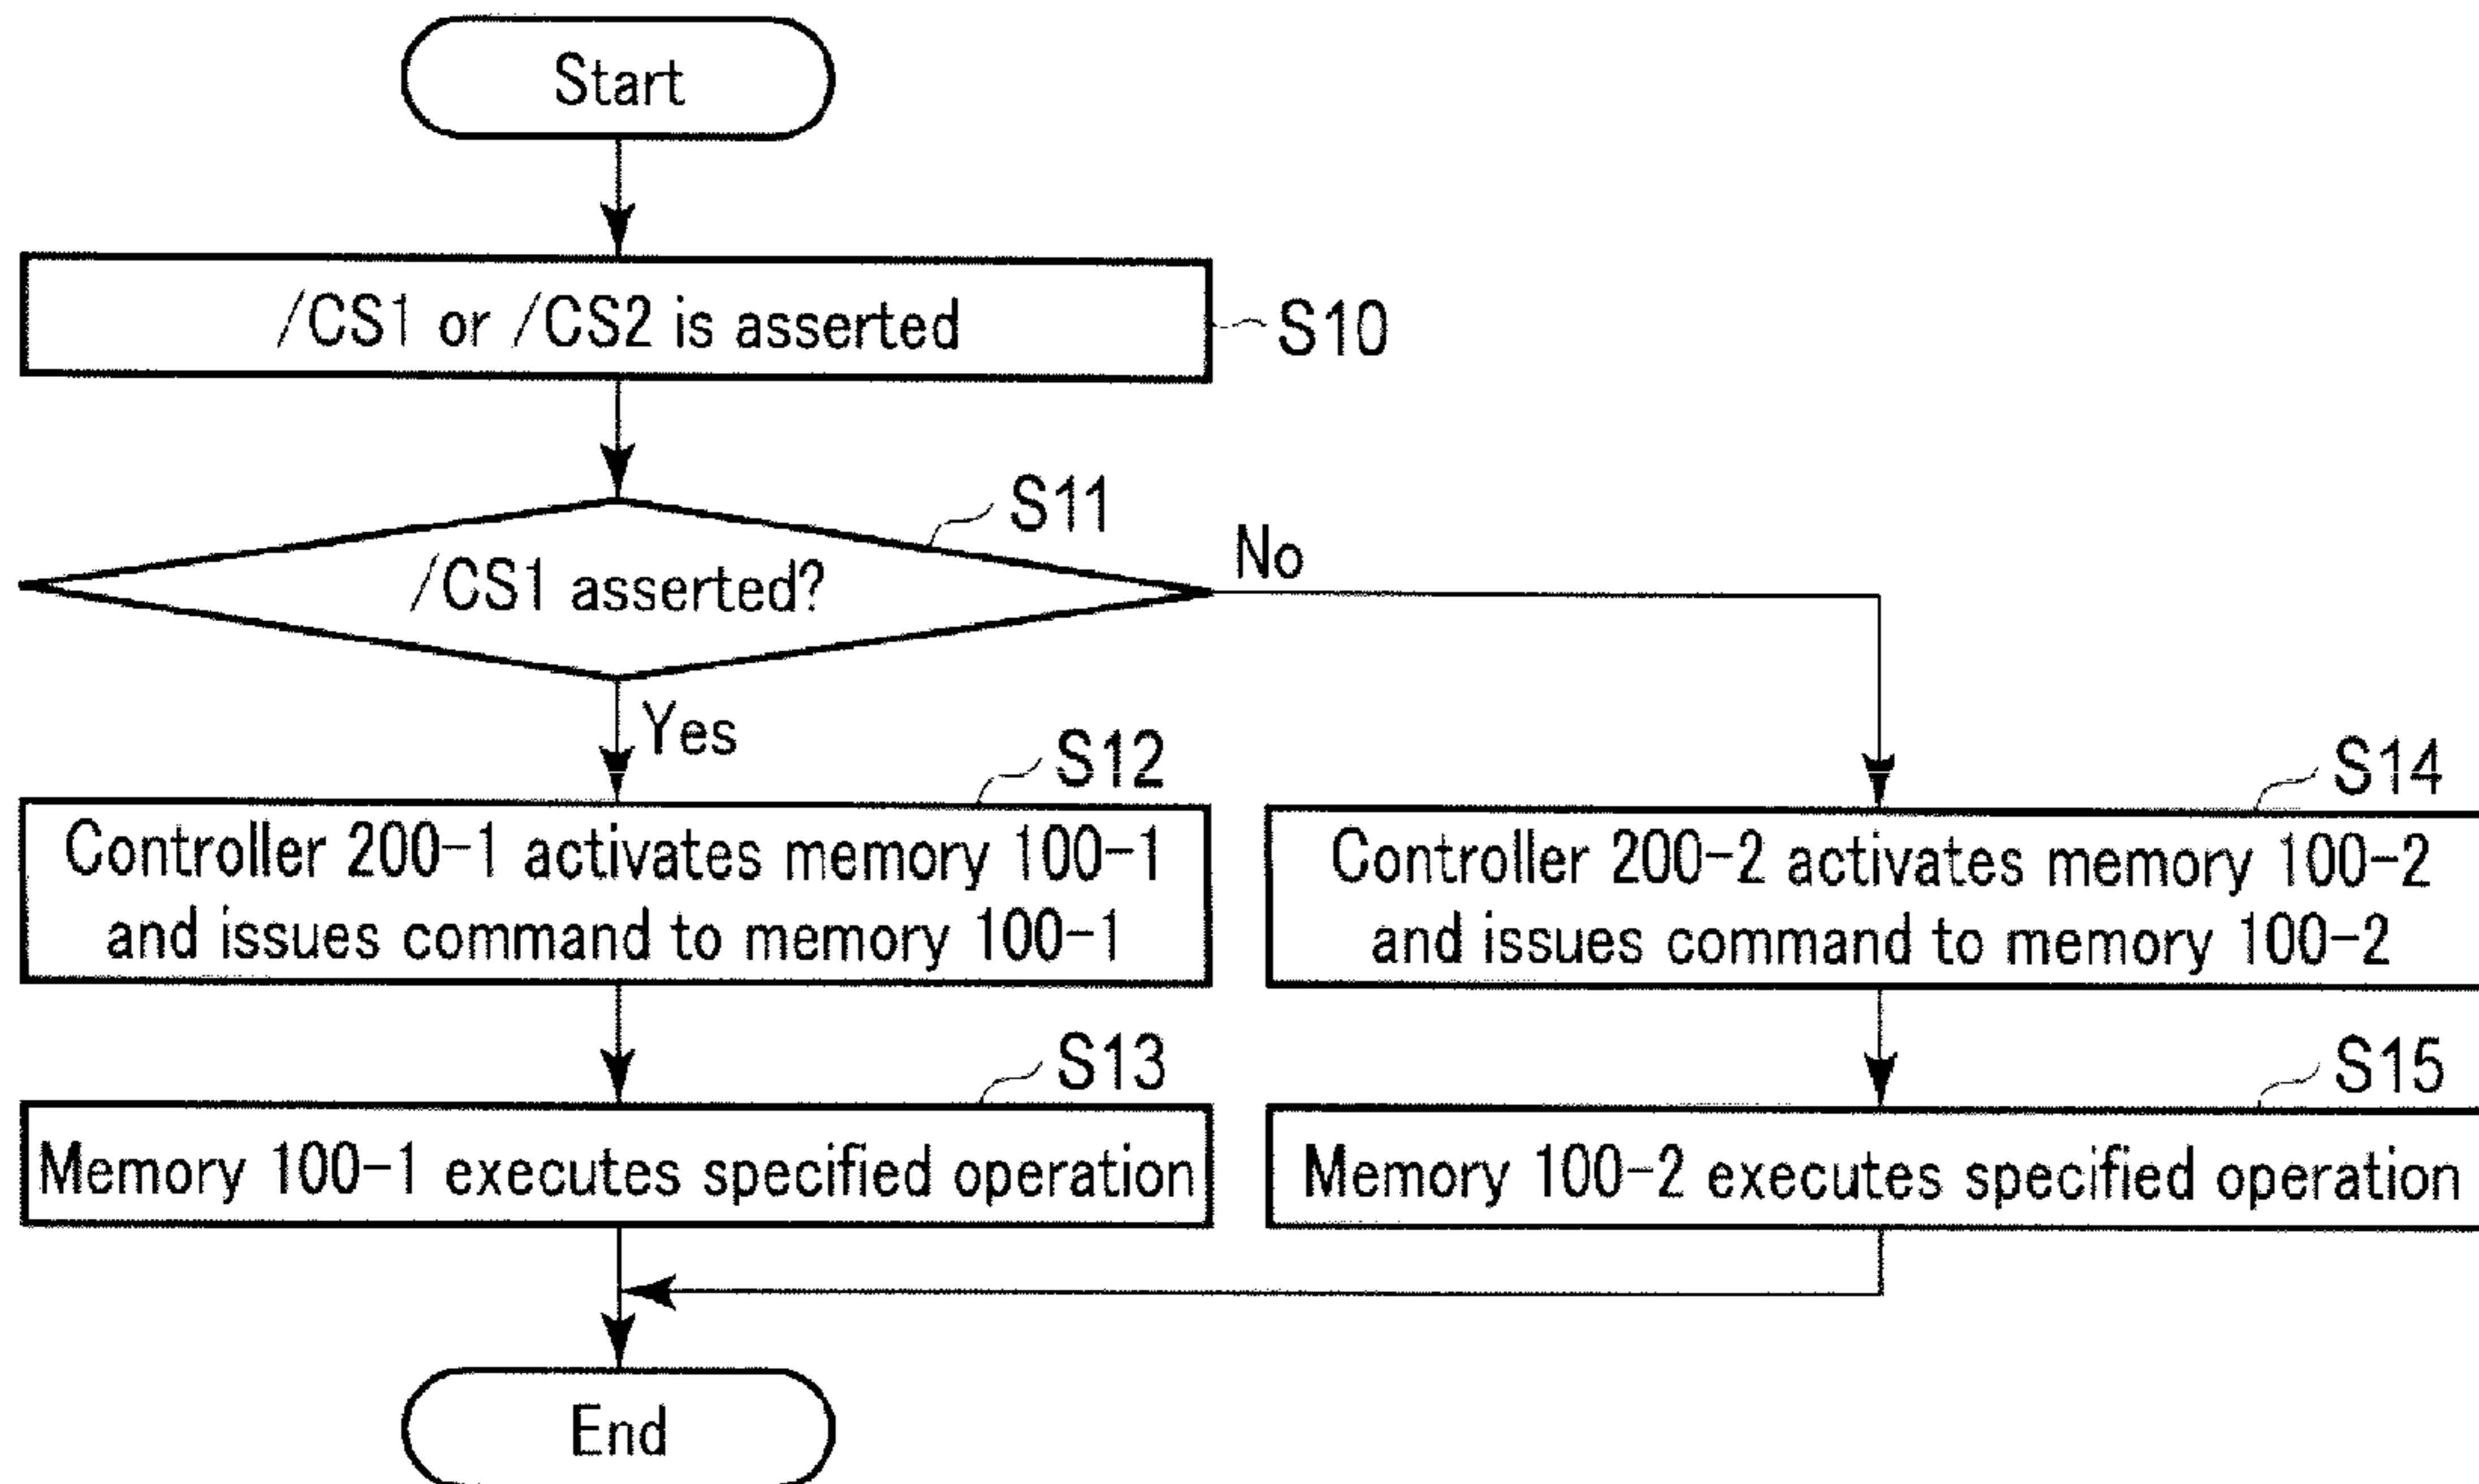 Start
/CS1 or /CS2 is asserted
S10
S11
/CS1 asserted?
No
Yes
S12
Controller 200-1 activates memory 100-1
and issues command to memory 100-1
S14
Controller 200-2 activates memory 100-2
and issues command to memory 100-2
S13
Memory 100-1 executes specified operation
S15
Memory 100-2 executes specified operation
End